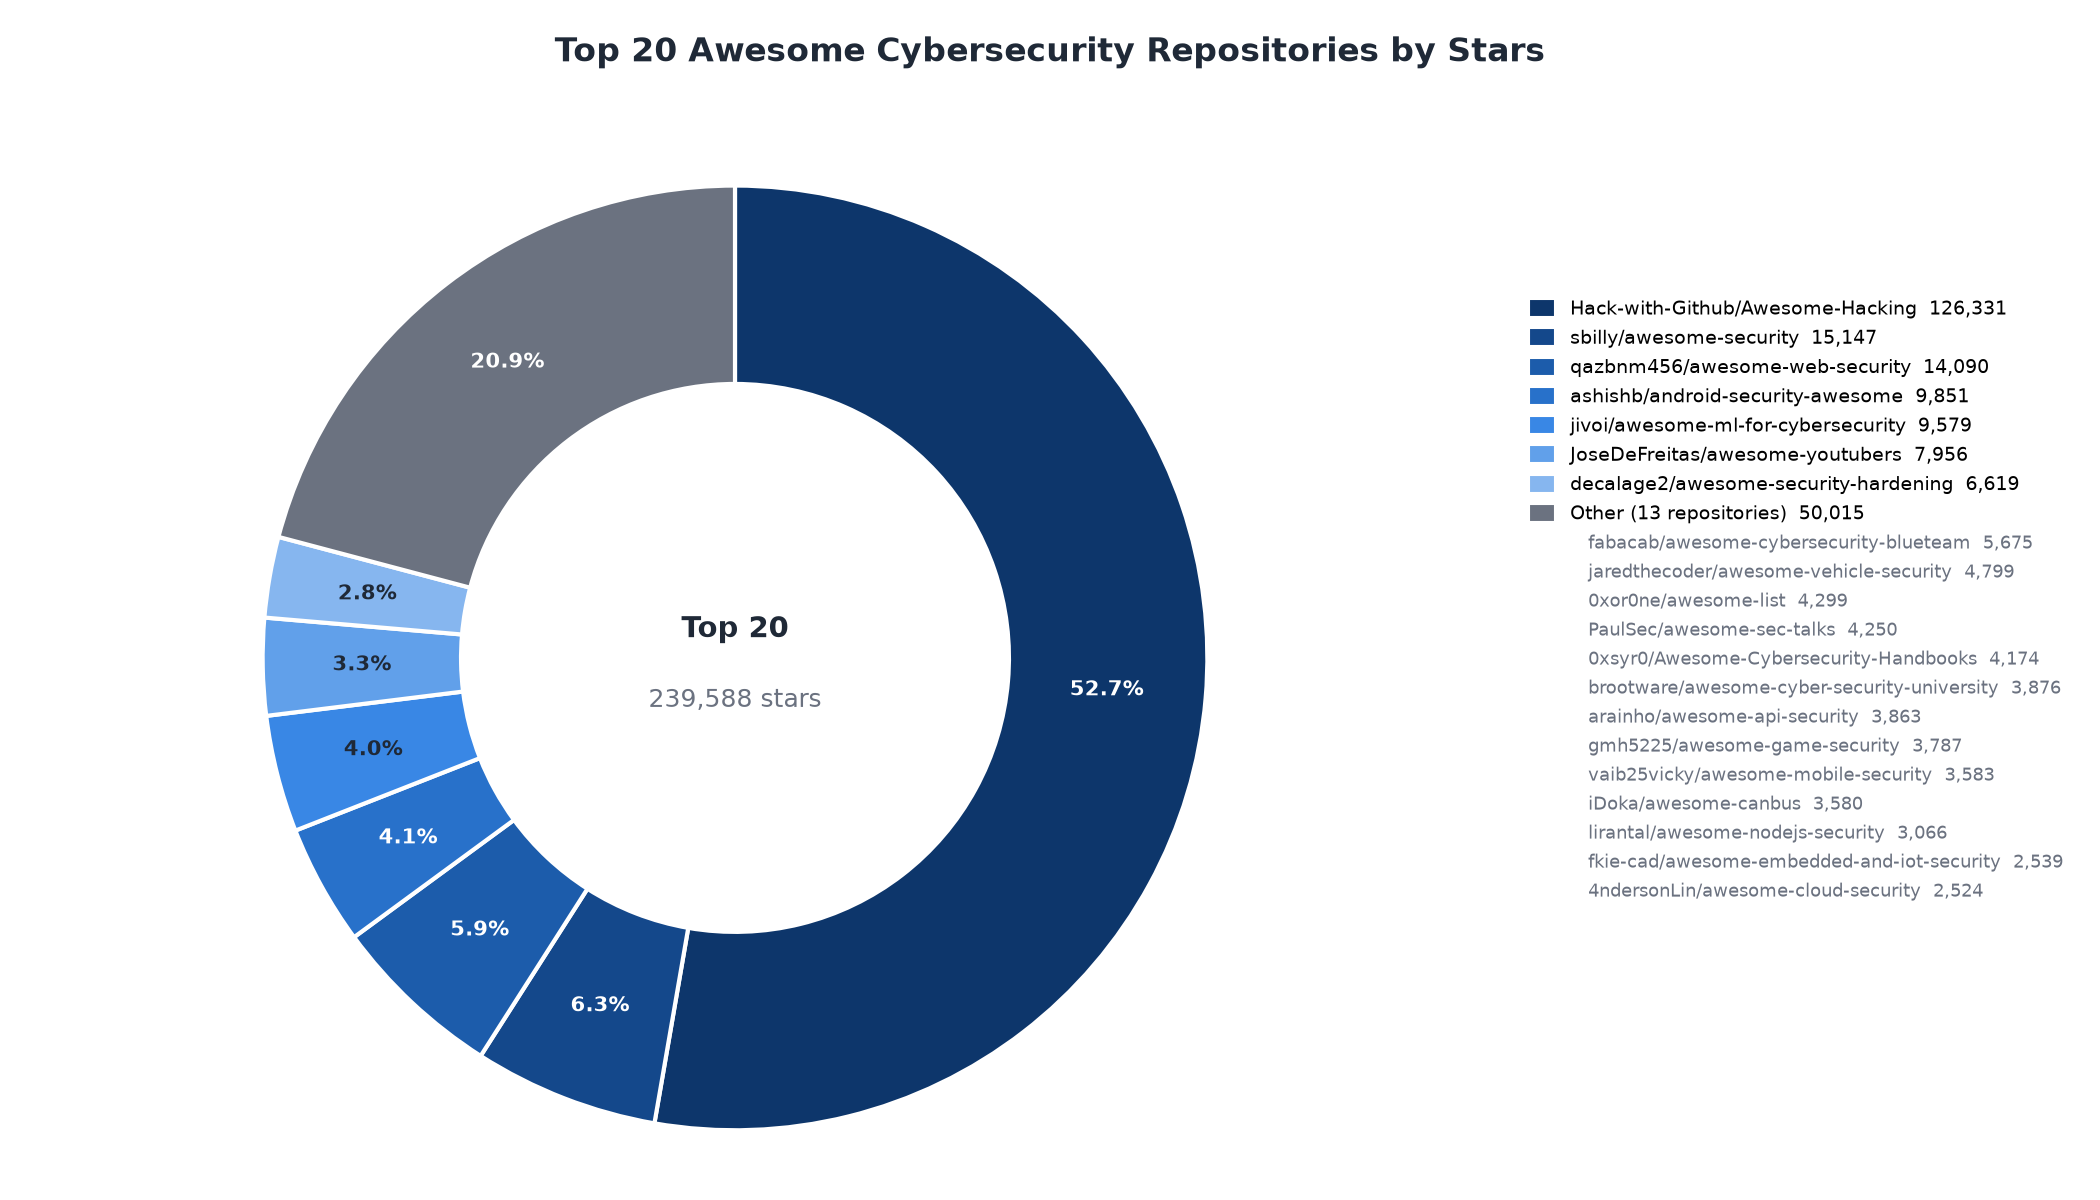 Top 20 Awesome Cybersecurity Repositories by Stars
20.9%
2.8%
3.3%
4.0%
4.1%
5.9%
6.3%
52.7%
Top 20
239,588 stars
Hack-with-Github/Awesome-Hacking 126,331
sbilly/awesome-security 15,147
qazbnm456/awesome-web-security 14,090
ashishb/android-security-awesome 9,851
jivoi/awesome-ml-for-cybersecurity 9,579
JoseDeFreitas/awesome-youtubers 7,956
decalage2/awesome-security-hardening 6,619
Other (13 repositories) 50,015
fabacab/awesome-cybersecurity-blueteam 5,675
jaredthecoder/awesome-vehicle-security 4,799
0xor0ne/awesome-list 4,299
PaulSec/awesome-sec-talks 4,250
0xsyr0/Awesome-Cybersecurity-Handbooks 4,174
brootware/awesome-cyber-security-university 3,876
arainho/awesome-api-security 3,863
gmh5225/awesome-game-security 3,787
vaib25vicky/awesome-mobile-security 3,583
iDoka/awesome-canbus 3,580
lirantal/awesome-nodejs-security 3,066
fkie-cad/awesome-embedded-and-iot-security 2,539
4ndersonLin/awesome-cloud-security 2,524